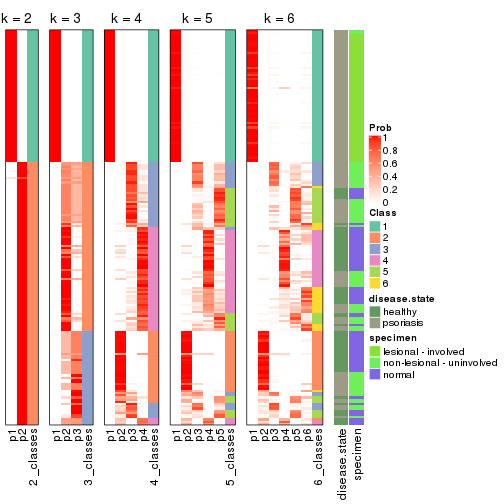 k = 2 k = 3 k = 4 k = 5 k = 6
Prob
1
0.8
0.6
0.4
0.2
0
Class
1
2
3
4
5
6
disease.state
healthy
psoriasis
specimen
lesional - involved
non-lesional - uninvolved
normal
p1 p2 2_classes p1 p2 p3 3_classes p1 p2 p3 p4 4_classes p1 p2 p3 p4 p5 5_classes p1 p2 p3 p4 p5 p6 6_classes disease.state specimen